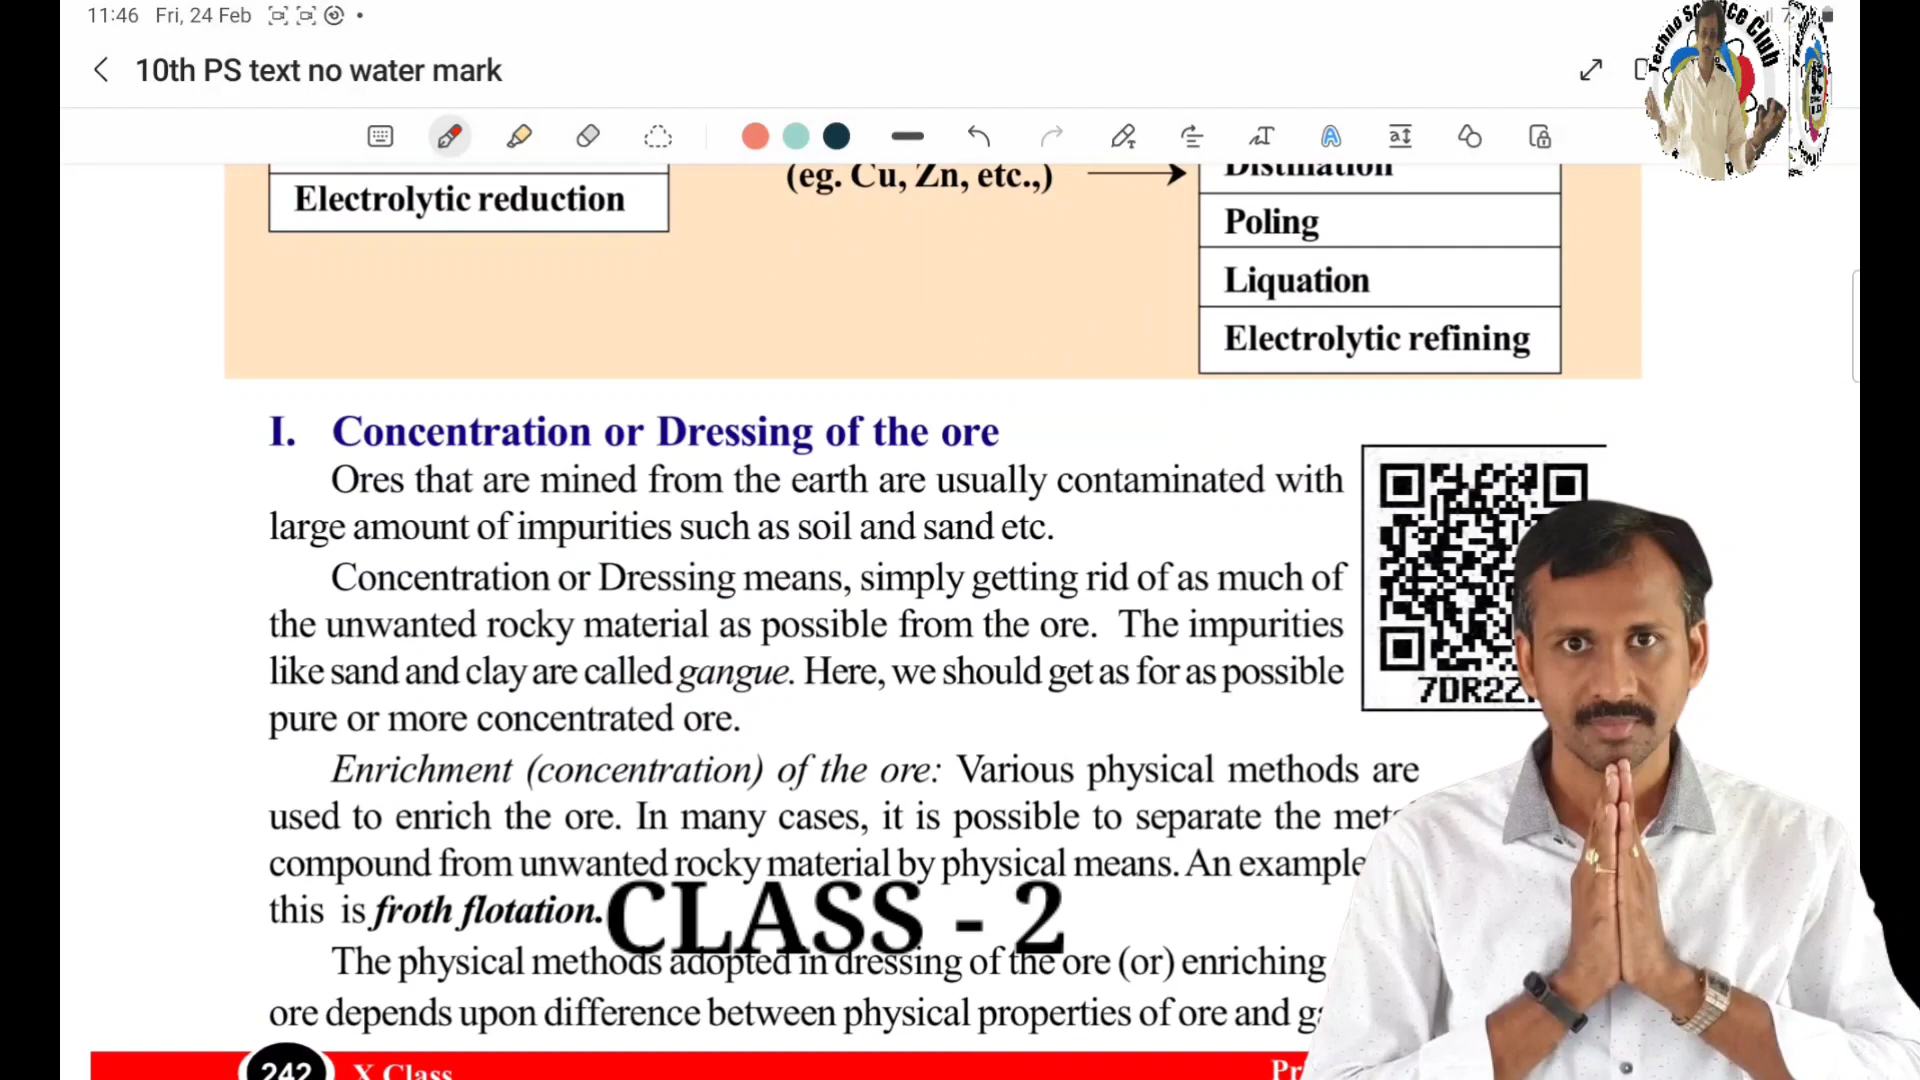 11:46 Fri, 24 Feb
10th PS text no water mark
Techno Science Club
(eg. Cu, Zn, etc.,)
Distillation
Electrolytic reduction
Poling
Liquation
Electrolytic refining
I. Concentration or Dressing of the ore
Ores that are mined from the earth are usually contaminated with
large amount of impurities such as soil and sand etc.
Concentration or Dressing means, simply getting rid of as much of
the unwanted rocky material as possible from the ore. The impurities
like sand and clay are called gangue. Here, we should get as for as possible
pure or more concentrated ore.
7DR2Z
Enrichment (concentration) of the ore: Various physical methods are
used to enrich the ore. In many cases, it is possible to separate the
compound from unwanted rocky material by physical means. An example
this is froth flotation.
CLASS - 2
The physical methods adopted in dressing of the ore (or) enriching
ore depends upon difference between physical properties of ore and
242 X Class